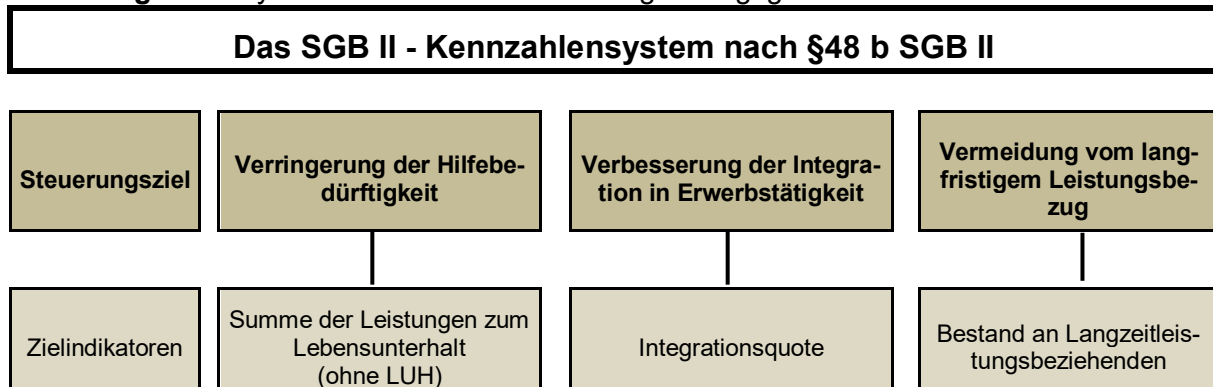 Das SGB II - Kennzahlensystem nach §48 b SGB II
Steuerungsziel
Verringerung der Hilfebe-
dürftigkeit
Verbesserung der Integra-
tion in Erwerbstätigkeit
Vermeidung vom lang-
fristigem Leistungsbe-
zug
Zielindikatoren
Summe der Leistungen zum
Lebensunterhalt
(ohne LUH)
Integrationsquote
Bestand an Langzeitleis-
tungsbeziehenden